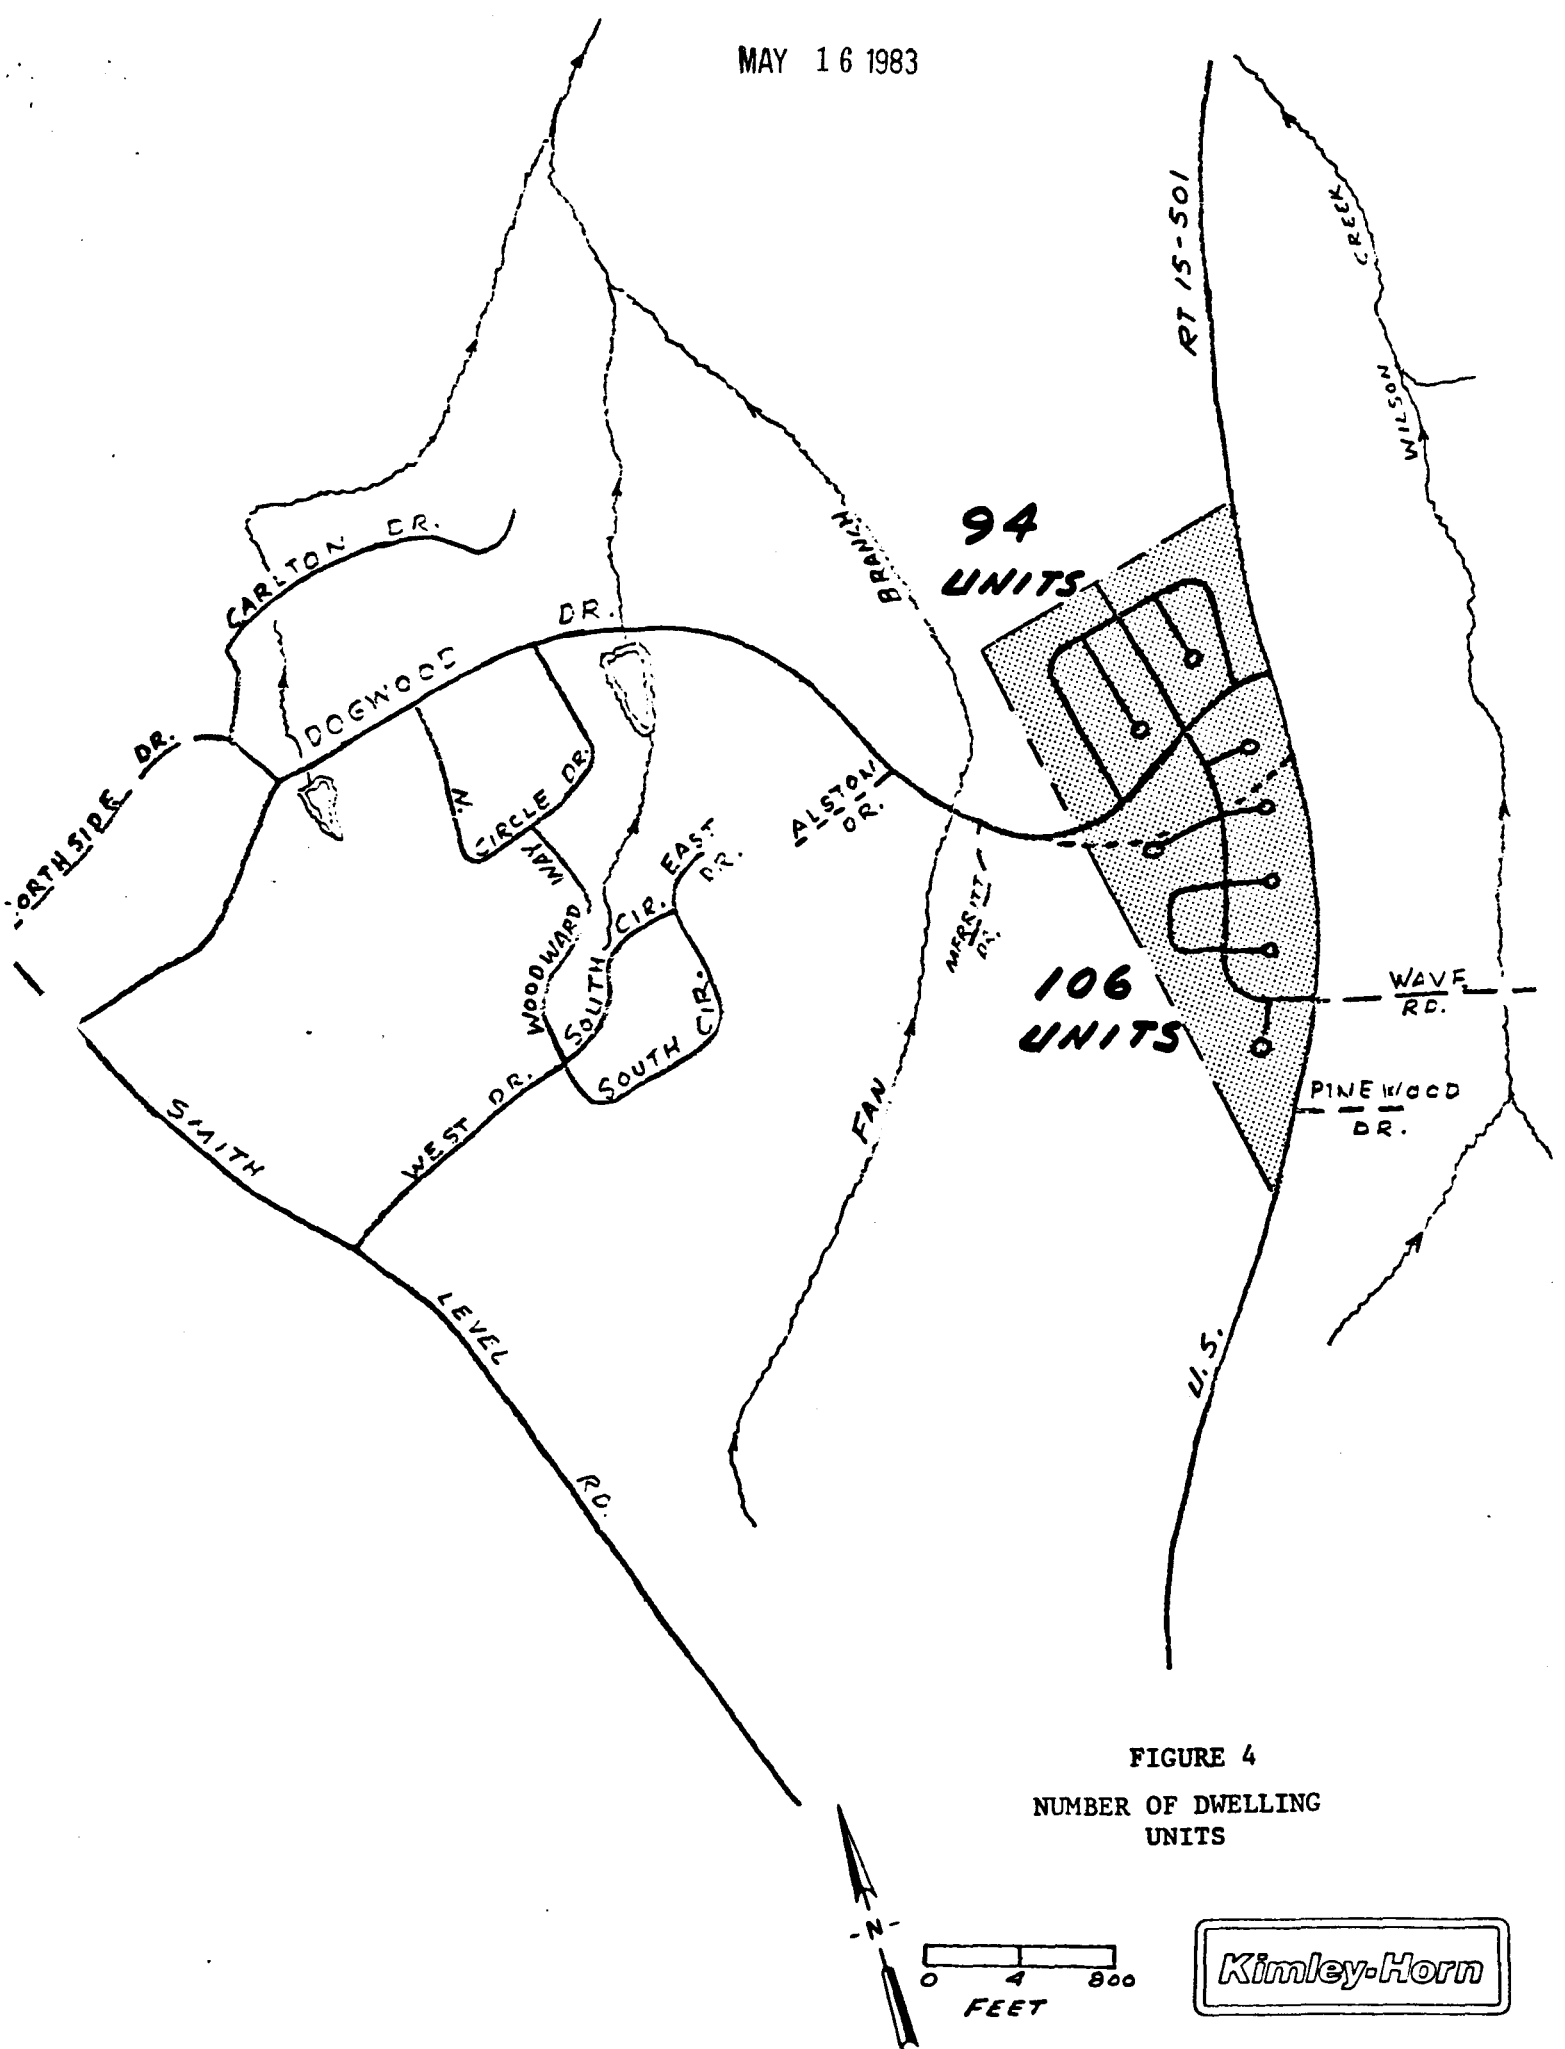 MAY 16 1983
RT 15-501
CREEK
WILSON
94
UNITS
BRANCH
CARLTON DR.
DOGWOOD DR.
ORTHSIDE DR.
N. CIRCLE DR.
WAY
WOODWARD
EAST
DR.
SOUTH CIR.
SOUTH CIR.
ALSTON
DR.
MERRITT
DR.
106
UNITS
WAVE
RD.
PINEWOOD
DR.
FAN
WEST DR.
SMITH
LEVEL
RD.
U.S.
FIGURE 4
NUMBER OF DWELLING
UNITS
-N-
0 4 800
FEET
Kimley-Horn